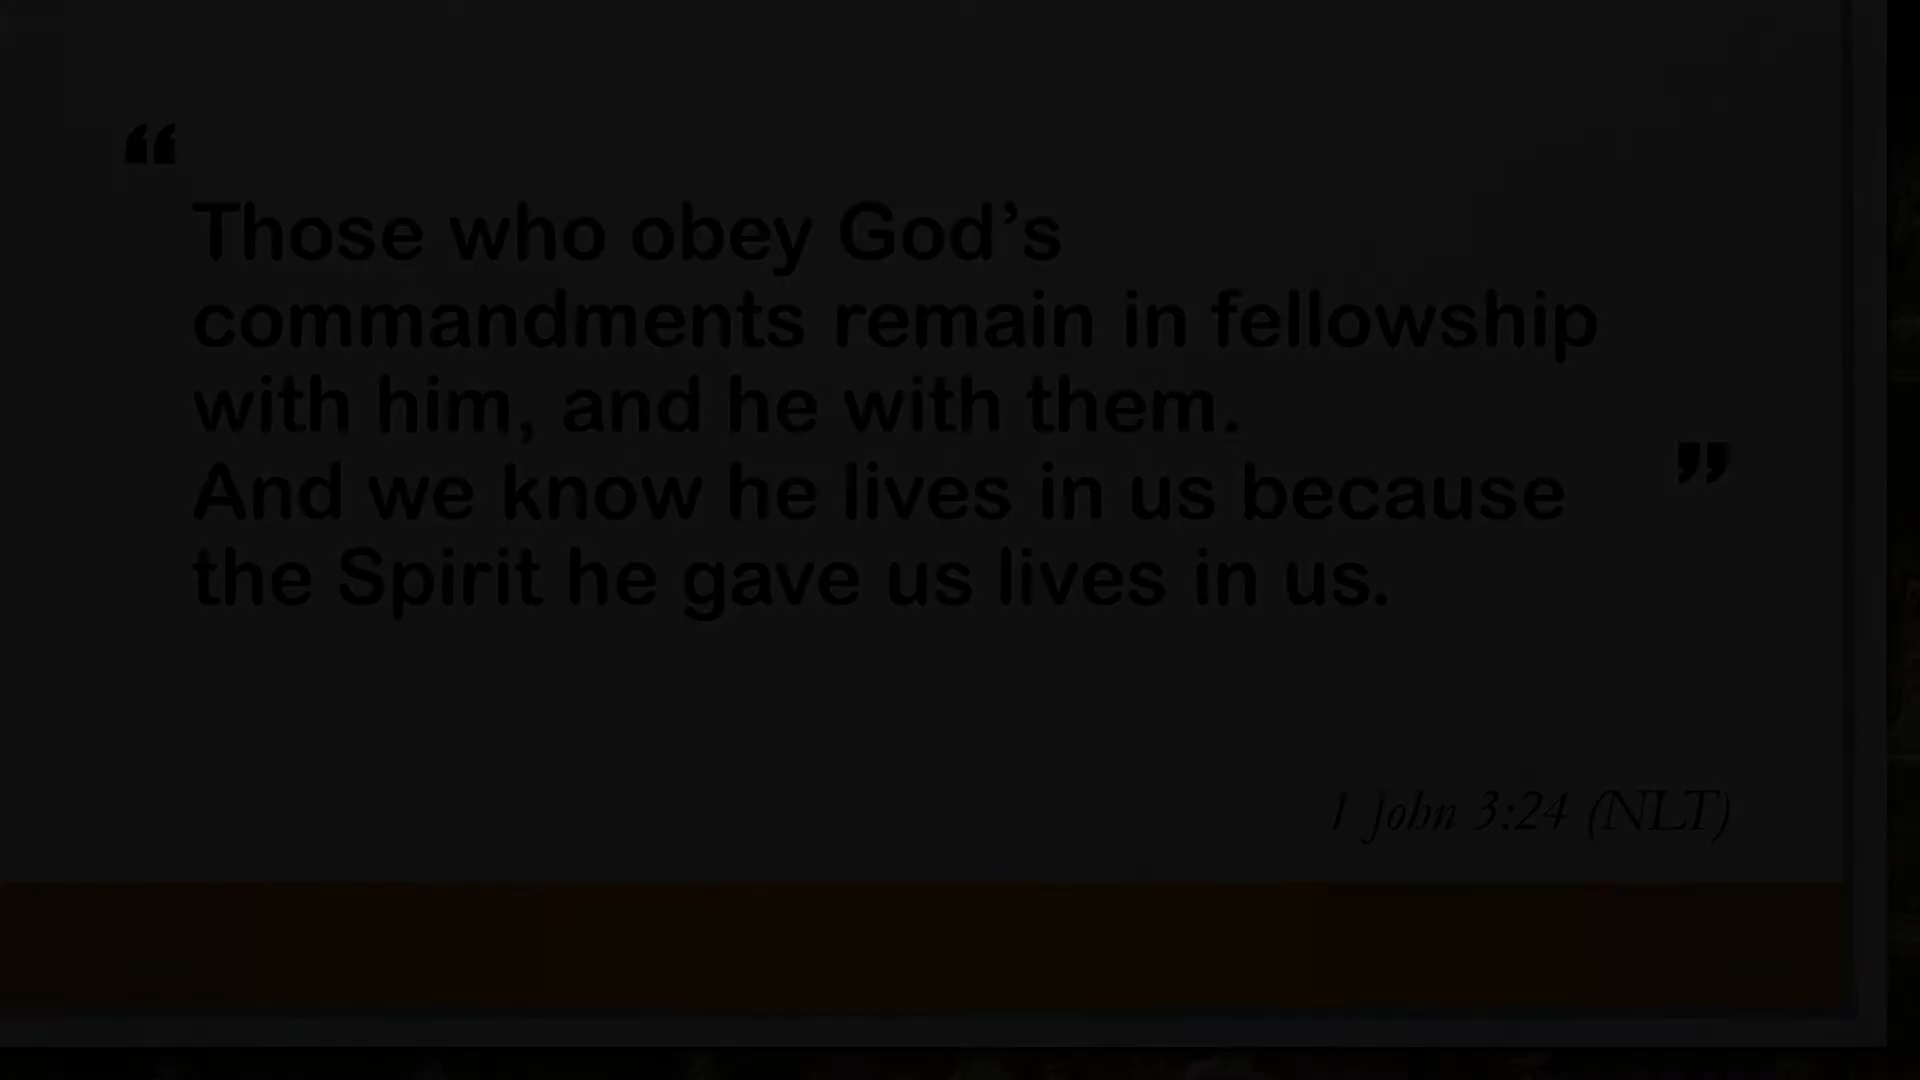 “
Those who obey God’s
commandments remain in fellowship
with him, and he with them.
And we know he lives in us because
the Spirit he gave us lives in us.
”
1 John 3:24 (NLT)